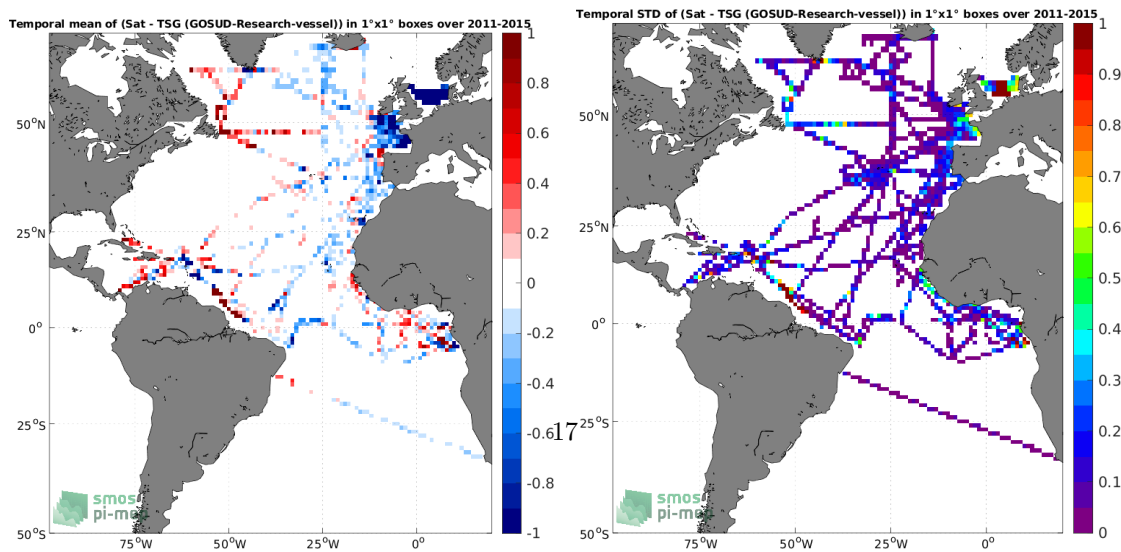 Temporal mean of (Sat - TSG (GOSUD-Research-vessel)) in 1°x1° boxes over 2011-2015
50°N
25°N
0°
25°S
50°S
75°W
50°W
25°W
0°
1
0.8
0.6
0.4
0.2
0
-0.2
-0.4
-0.6
-0.8
-1
smos
pi-me
17
Temporal STD of (Sat - TSG (GOSUD-Research-vessel)) in 1°x1° boxes over 2011-2015
50°N
25°N
0°
25°S
50°S
75°W
50°W
25°W
0°
1
0.9
0.8
0.7
0.6
0.5
0.4
0.3
0.2
0.1
0
smos
pi-me